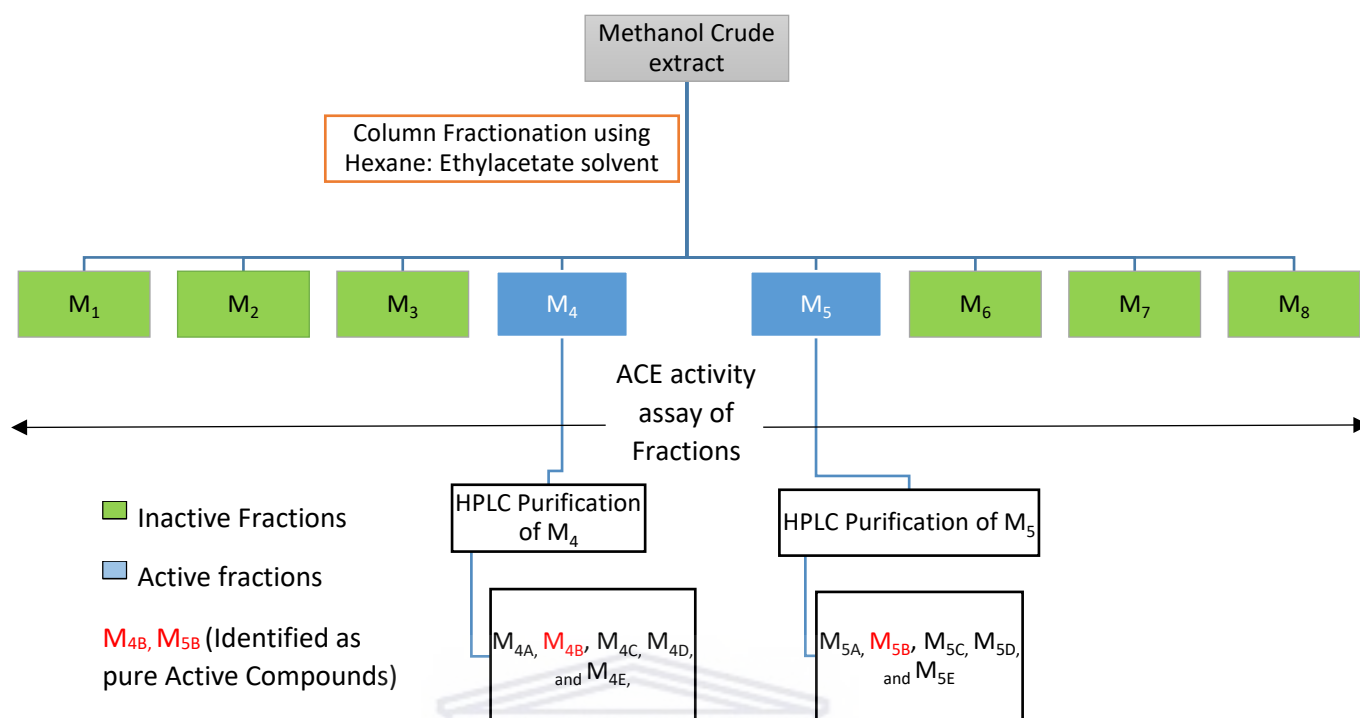 Methanol Crude
extract
Column Fractionation using
Hexane: Ethylacetate solvent
M₁
M₂
M₃
M₄
M₅
M₆
M₇
M₈
ACE activity
assay of
Fractions
HPLC Purification
of M₄
HPLC Purification of M₅
Inactive Fractions
Active fractions
M4B, M5B (Identified as
pure Active Compounds)
M4A, M4B, M4C, M4D,
and M4E,
M5A, M5B, M5C, M5D,
and M5E